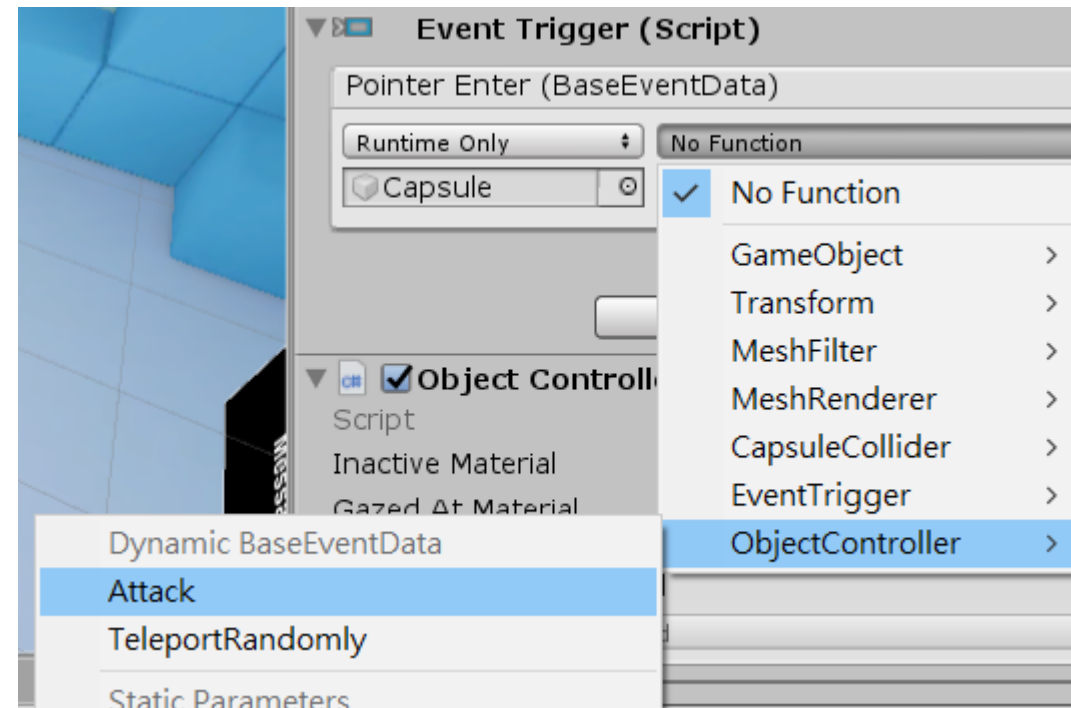 Event Trigger (Script)
Pointer Enter (BaseEventData)
Runtime Only
No Function
Capsule
No Function
GameObject
Transform
MeshFilter
MeshRenderer
CapsuleCollider
EventTrigger
ObjectController
c#
Object Controll
Script
Inactive Material
Gazed At Material
Dynamic BaseEventData
Attack
TeleportRandomly
Static Parameters